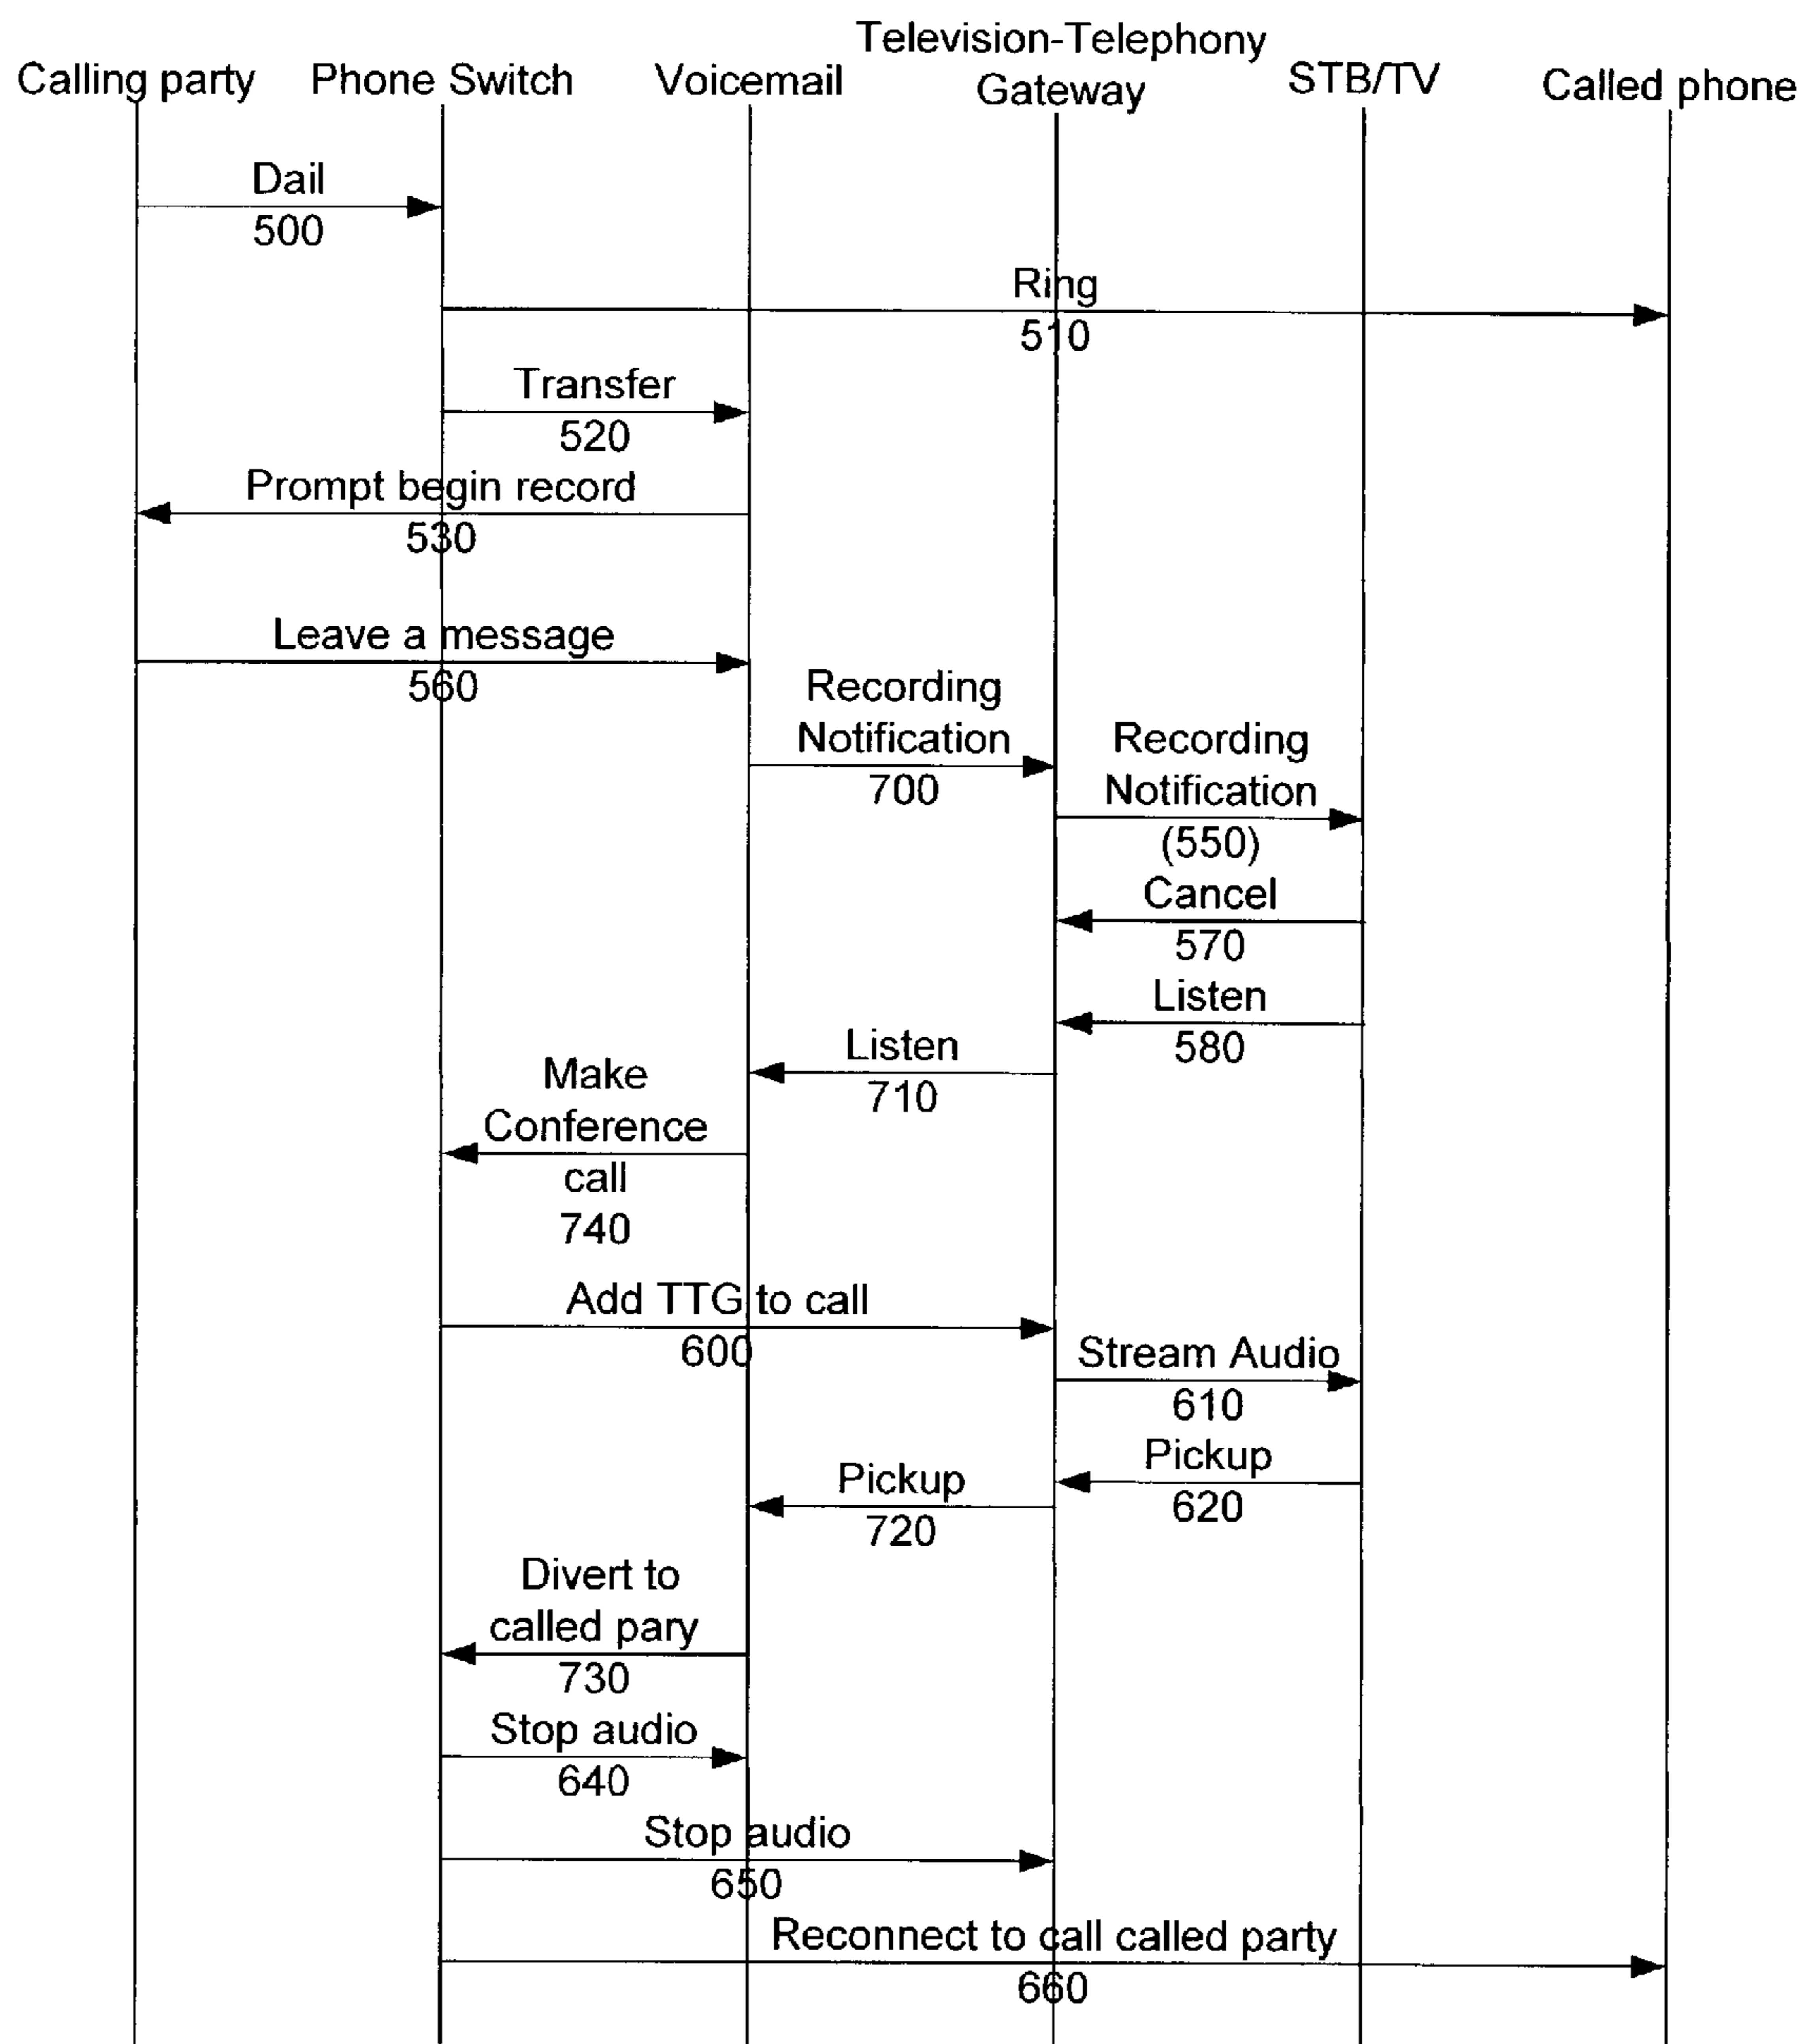 Television-Telephony
Calling party Phone Switch Voicemail Gateway STB/TV Called phone
Dail
500
Ring
510
Transfer
520
Prompt begin record
530
Leave a message
560
Recording
Notification
700
Recording
Notification
(550)
Cancel
570
Listen
580
Listen
710
Make
Conference
call
740
Add TTG to call
600
Stream Audio
610
Pickup
620
Pickup
720
Divert to
called pary
730
Stop audio
640
Stop audio
650
Reconnect to call called party
660